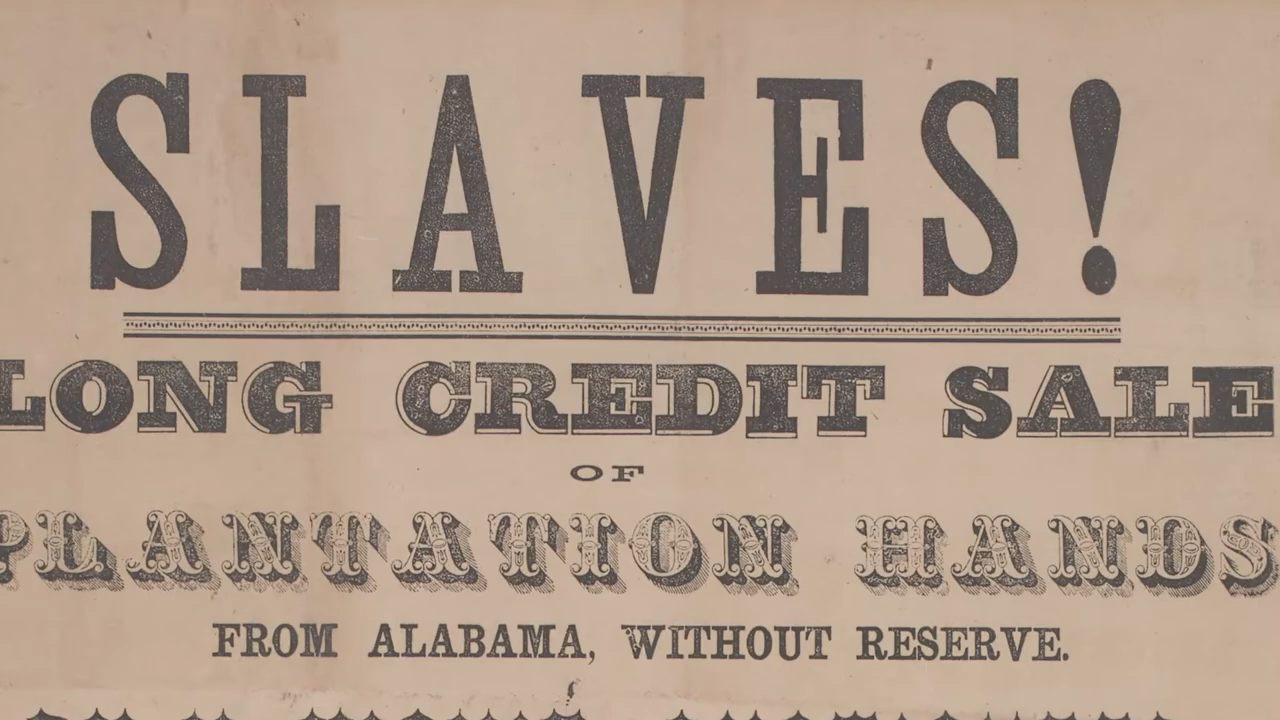 SLAVES!
LONG CREDIT SALE
OF
PLANTATION HANDS
FROM ALABAMA, WITHOUT RESERVE.